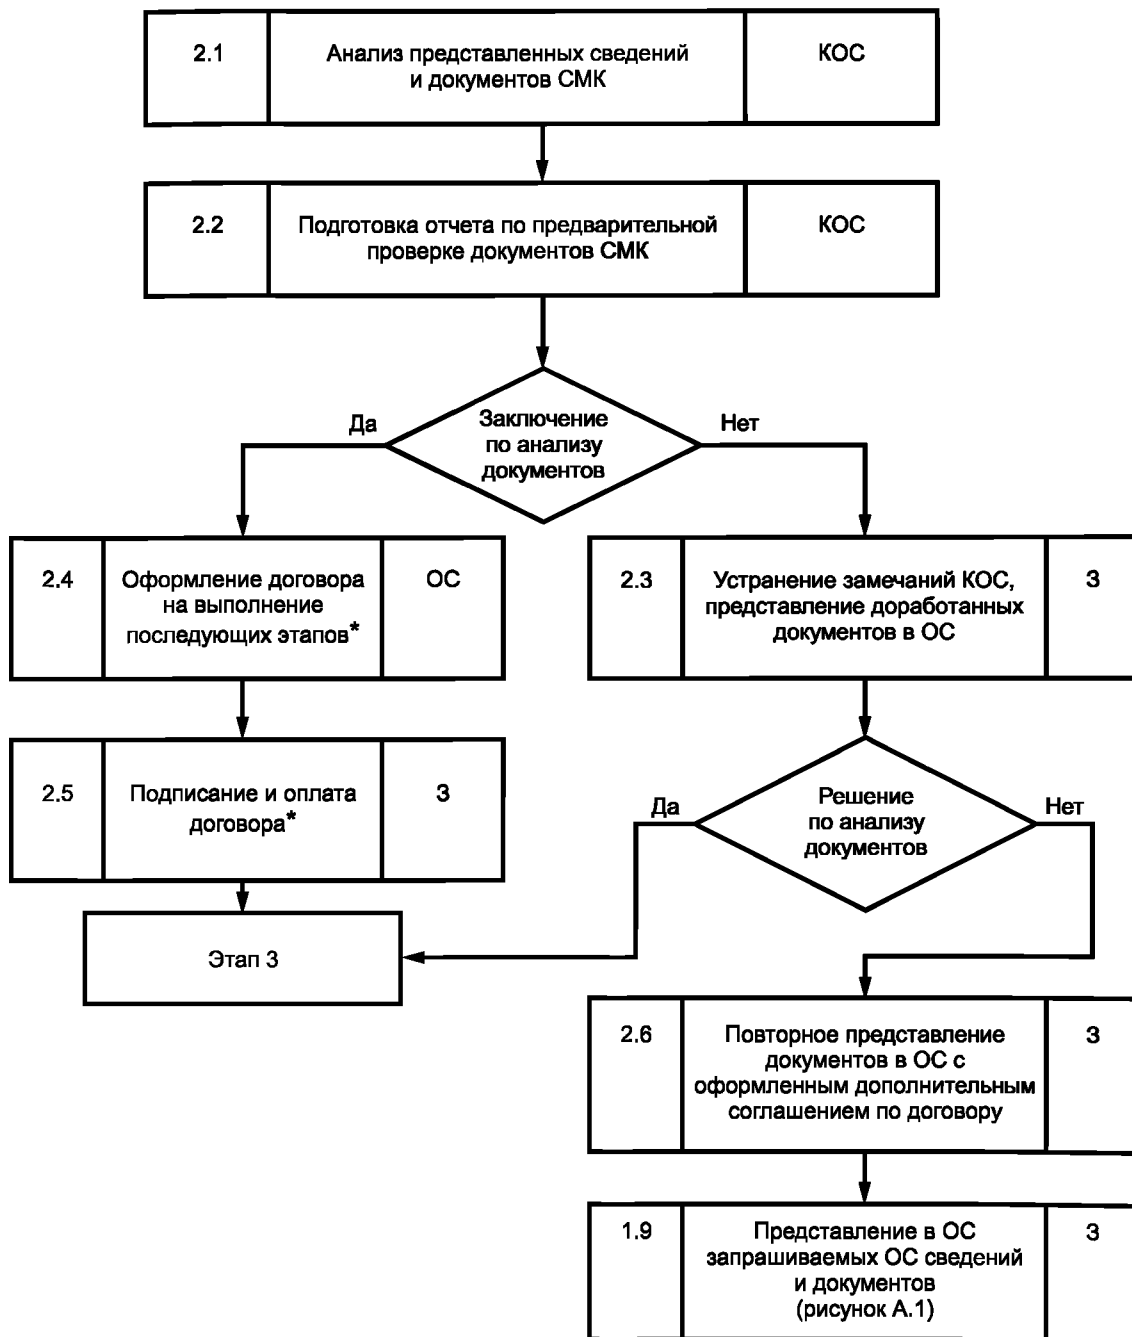 2.1
Анализ представленных сведений
и документов СМК
КОС
2.2
Подготовка отчета по предварительной
проверке документов СМК
КОС
Заключение
по анализу
документов
Да
Нет
2.4
Оформление договора
на выполнение
последующих этапов*
ОС
2.3
Устранение замечаний КОС,
представление доработанных
документов в ОС
З
2.5
Подписание и оплата
договора*
З
Решение
по анализу
документов
Да
Нет
Этап 3
2.6
Повторное представление
документов в ОС с
оформленным дополнительным
соглашением по договору
З
1.9
Представление в ОС
запрашиваемых ОС сведений
и документов
(рисунок А.1)
З